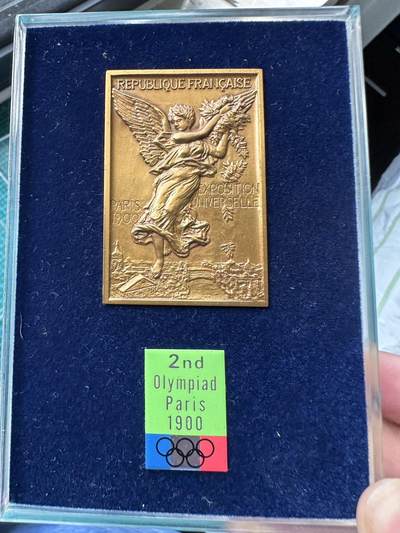 REPUBLIQUE FRANÇAISE
EXPOSITION
UNIVERSELLE
PARIS
1900
2nd
Olympiad
Paris
1900